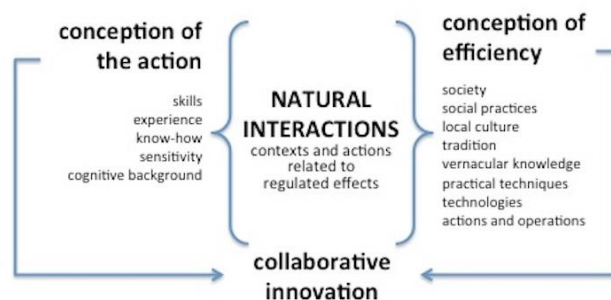 conception of
the action
skills
experience
know-how
sensitivity
cognitive background
NATURAL
INTERACTIONS
contexts and actions
related to
regulated effects
conception of
efficiency
society
social practices
local culture
tradition
vernacular knowledge
practical techniques
technologies
actions and operations
collaborative
innovation